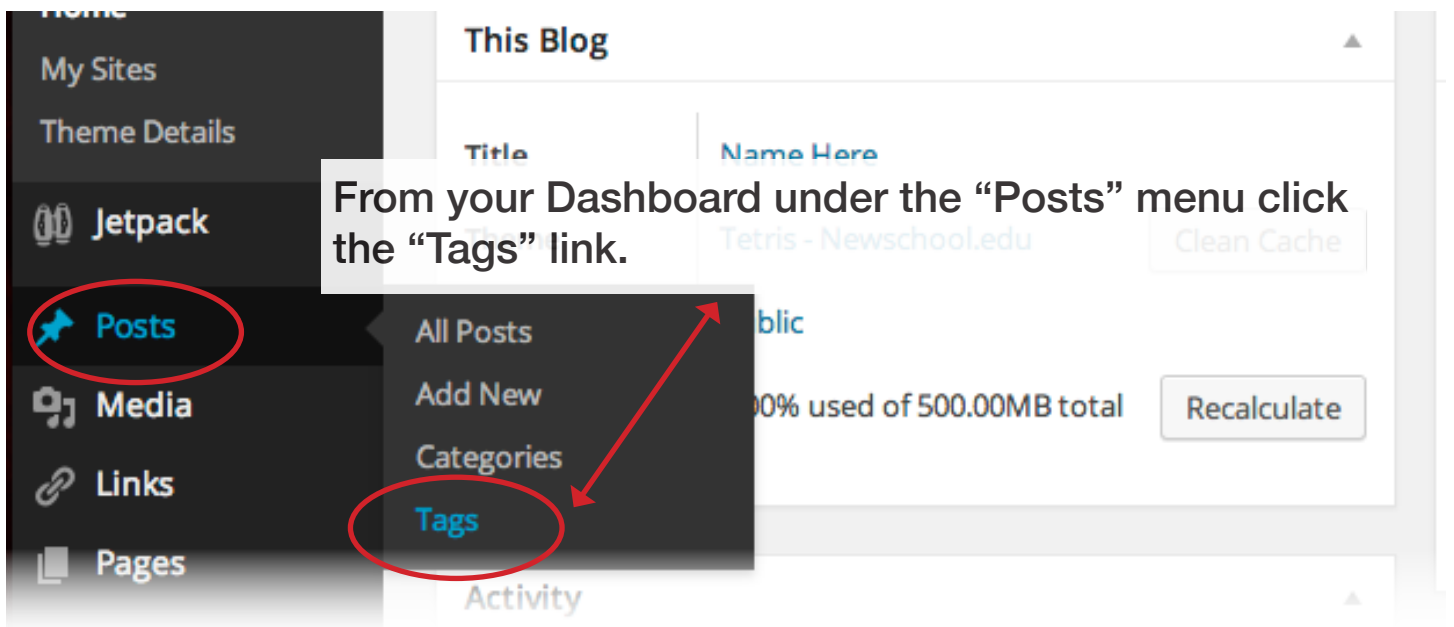 Home
My Sites
Theme Details
Jetpack
Posts
Media
Links
Pages
All Posts
Add New
Categories
Tags
From your Dashboard under the “Posts” menu click
the “Tags” link.
This Blog
Title Name Here
Theme Tetris - Newschool.edu Clean Cache
blic
00% used of 500.00MB total Recalculate
Activity